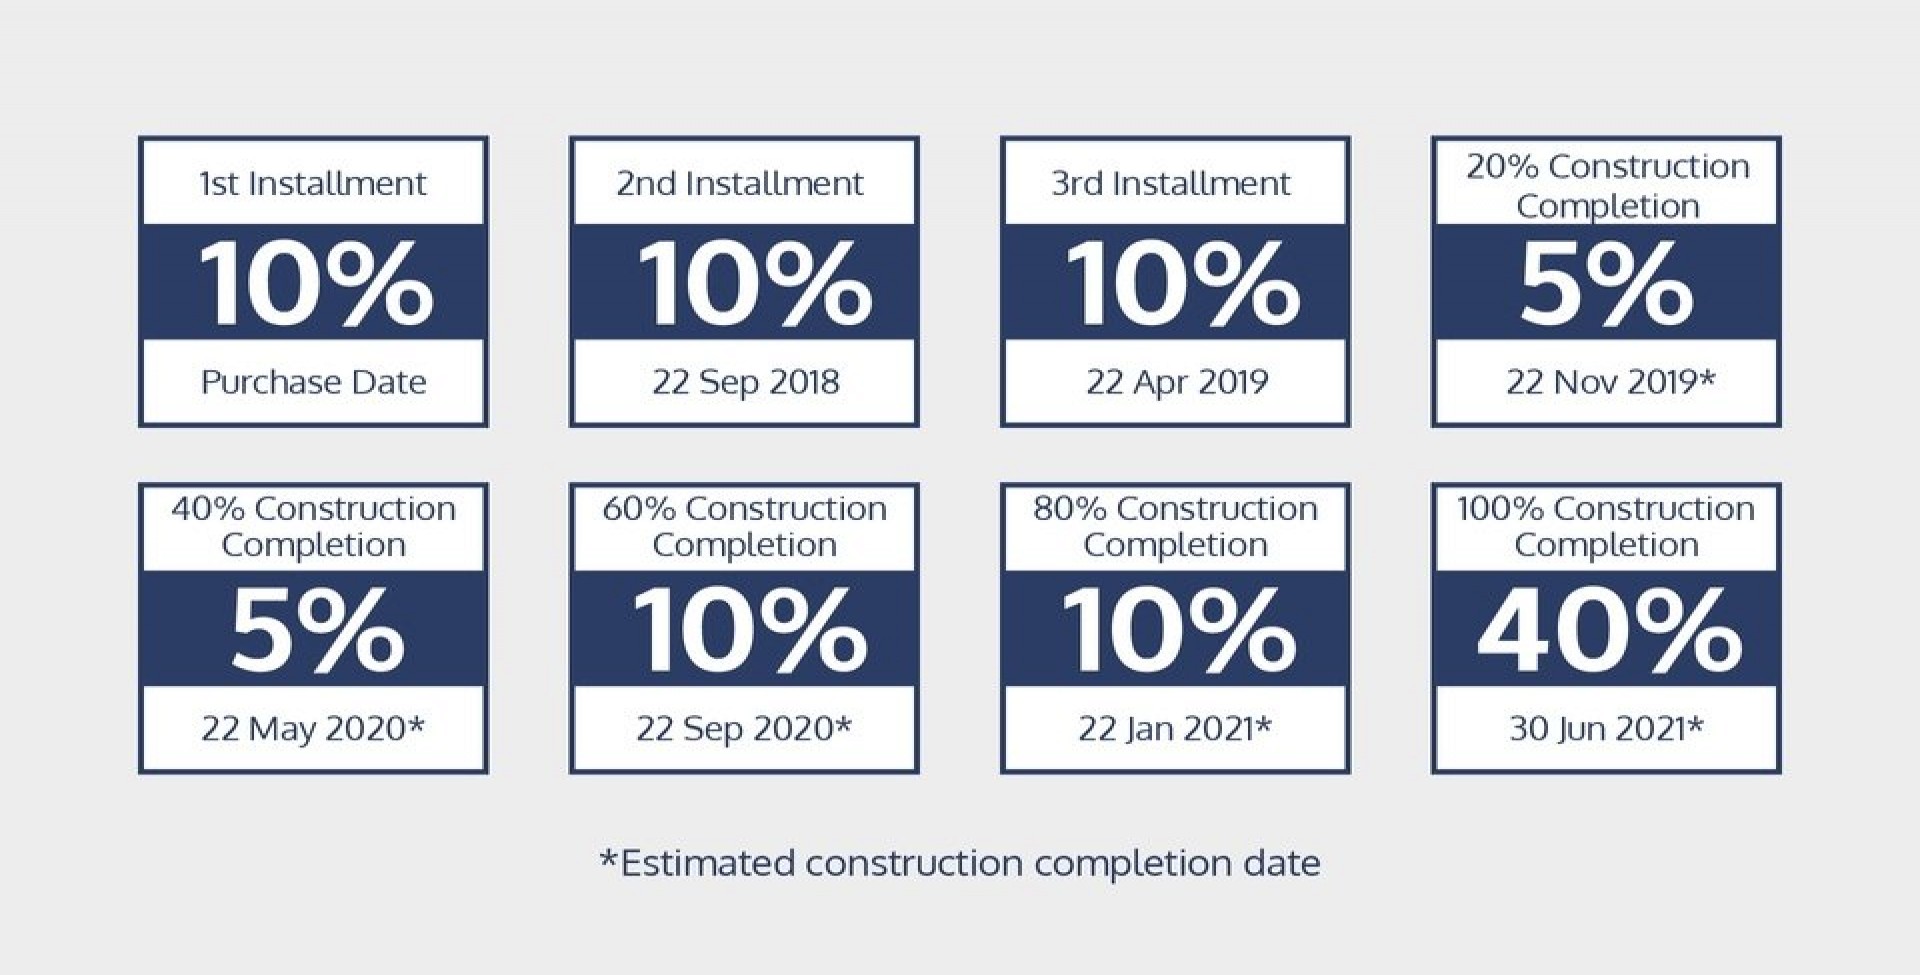 1st Installment
10%
Purchase Date
2nd Installment
10%
22 Sep 2018
3rd Installment
10%
22 Apr 2019
20% Construction
Completion
5%
22 Nov 2019*
40% Construction
Completion
5%
22 May 2020*
60% Construction
Completion
10%
22 Sep 2020*
80% Construction
Completion
10%
22 Jan 2021*
100% Construction
Completion
40%
30 Jun 2021*
*Estimated construction completion date